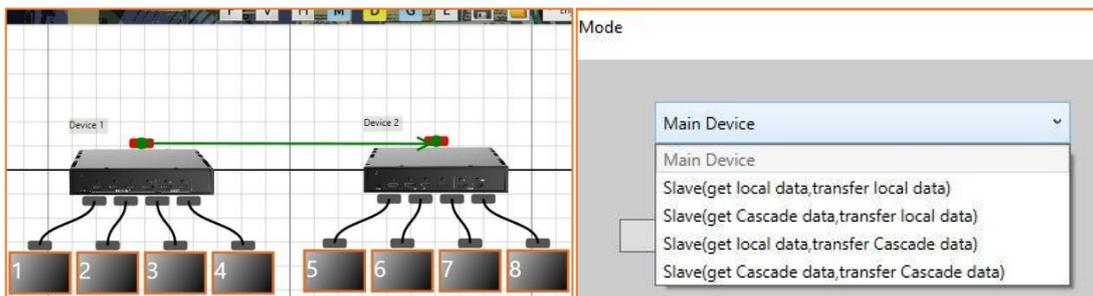 Mode
Device 1
Device 2
1 2 3 4 5 6 7 8
Main Device
Main Device
Slave(get local data,transfer local data)
Slave(get Cascade data,transfer local data)
Slave(get local data,transfer Cascade data)
Slave(get Cascade data,transfer Cascade data)